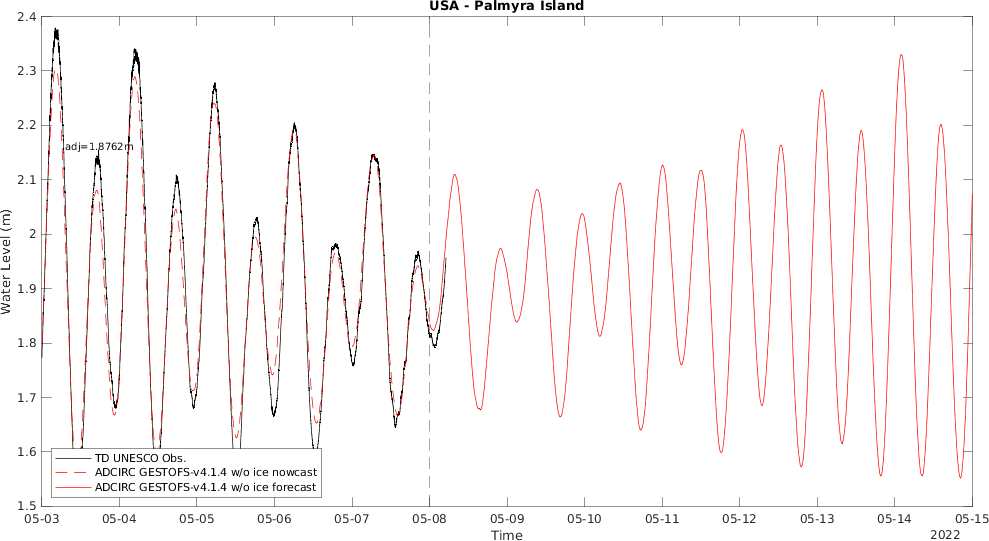 USA - Palmyra Island
2.4
2.3
2.2
2.1
2
1.9
1.8
1.7
1.6
1.5
Water Level (m)
adj=1.8762m
TD UNESCO Obs.
ADCIRC GESTOFS-v4.1.4 w/o ice nowcast
ADCIRC GESTOFS-v4.1.4 w/o ice forecast
05-03 05-04 05-05 05-06 05-07 05-08 05-09 05-10 05-11 05-12 05-13 05-14 05-15
Time
2022